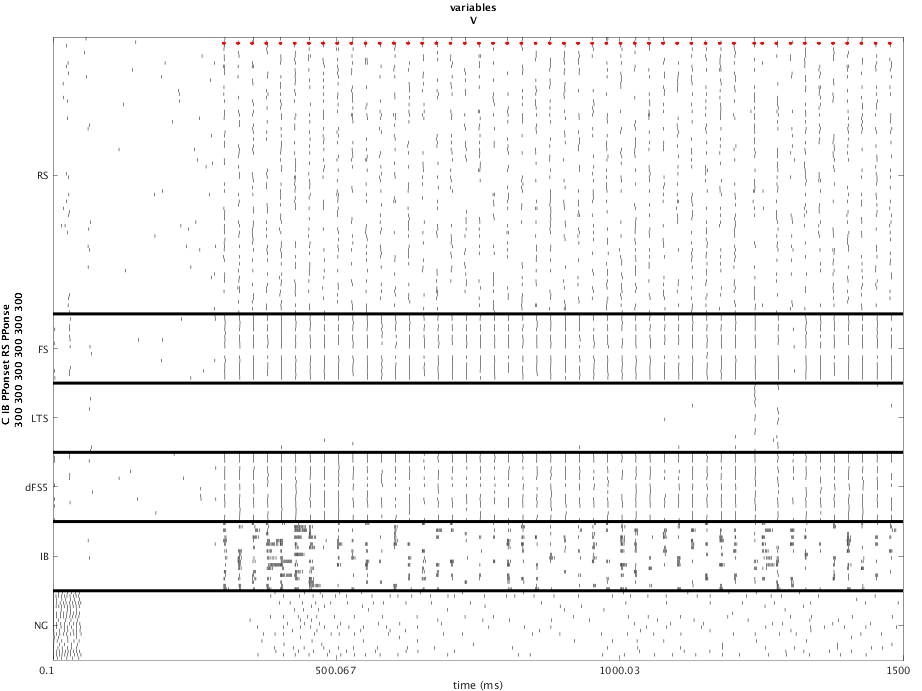 variables
V
C IB PPonset RS PPonse
300 300 300 300 300 300
RS
FS
LTS
dFS5
IB
NG
0.1
500.067
1000.03
1500
time (ms)